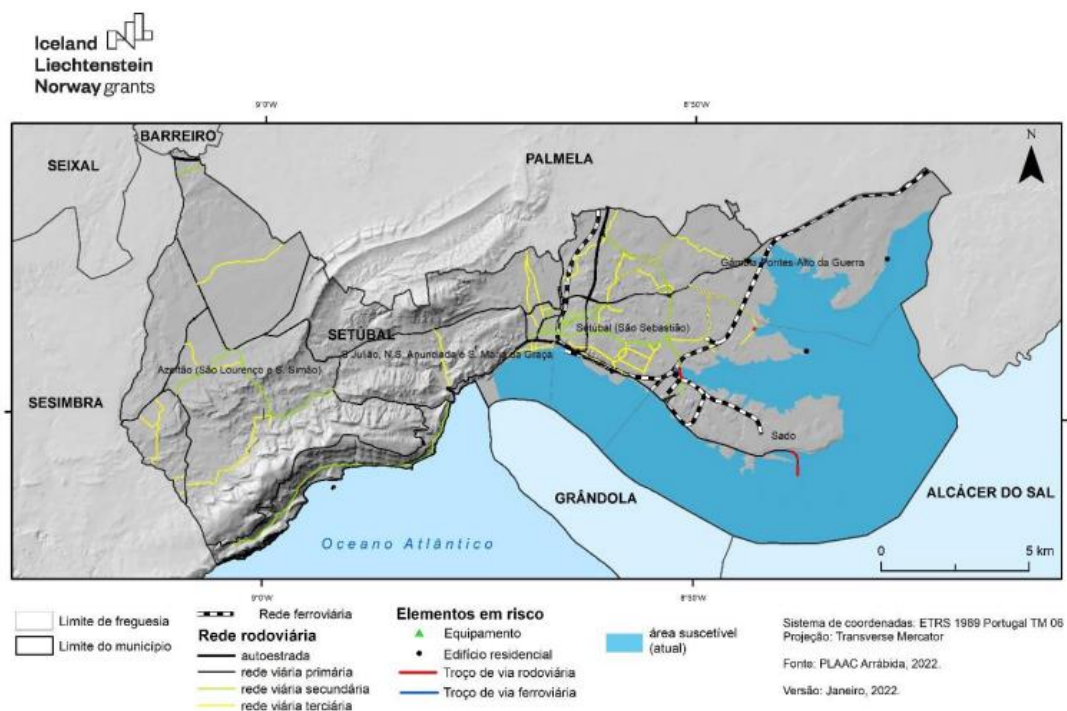 Iceland
Liechtenstein
Norway grants
9°0'W
8°50'W
BARREIRO
SEIXAL
PALMELA
N
Gâmbia-Pontes-Alto da Guerra
SETÚBAL
Setúbal (São Sebastião)
S Julião, N.S. Anunciada e S. Maria da Graça
Azeitão (São Lourenço e S. Simão)
SESIMBRA
Sado
GRÂNDOLA
ALCÁCER DO SAL
Oceano Atlântico
0
5 km
9°0'W
8°50'W
Limite de freguesia
Limite do município
Rede ferroviária
Rede rodoviária
autoestrada
rede viária primária
rede viária secundária
rede viária terciária
Elementos em risco
Equipamento
Edifício residencial
Troço de via rodoviária
Troço de via ferroviária
área suscetível
(atual)
Sistema de coordenadas: ETRS 1989 Portugal TM 06
Projeção: Transverse Mercator
Fonte: PLAAC Arrábida, 2022.
Versão: Janeiro, 2022.